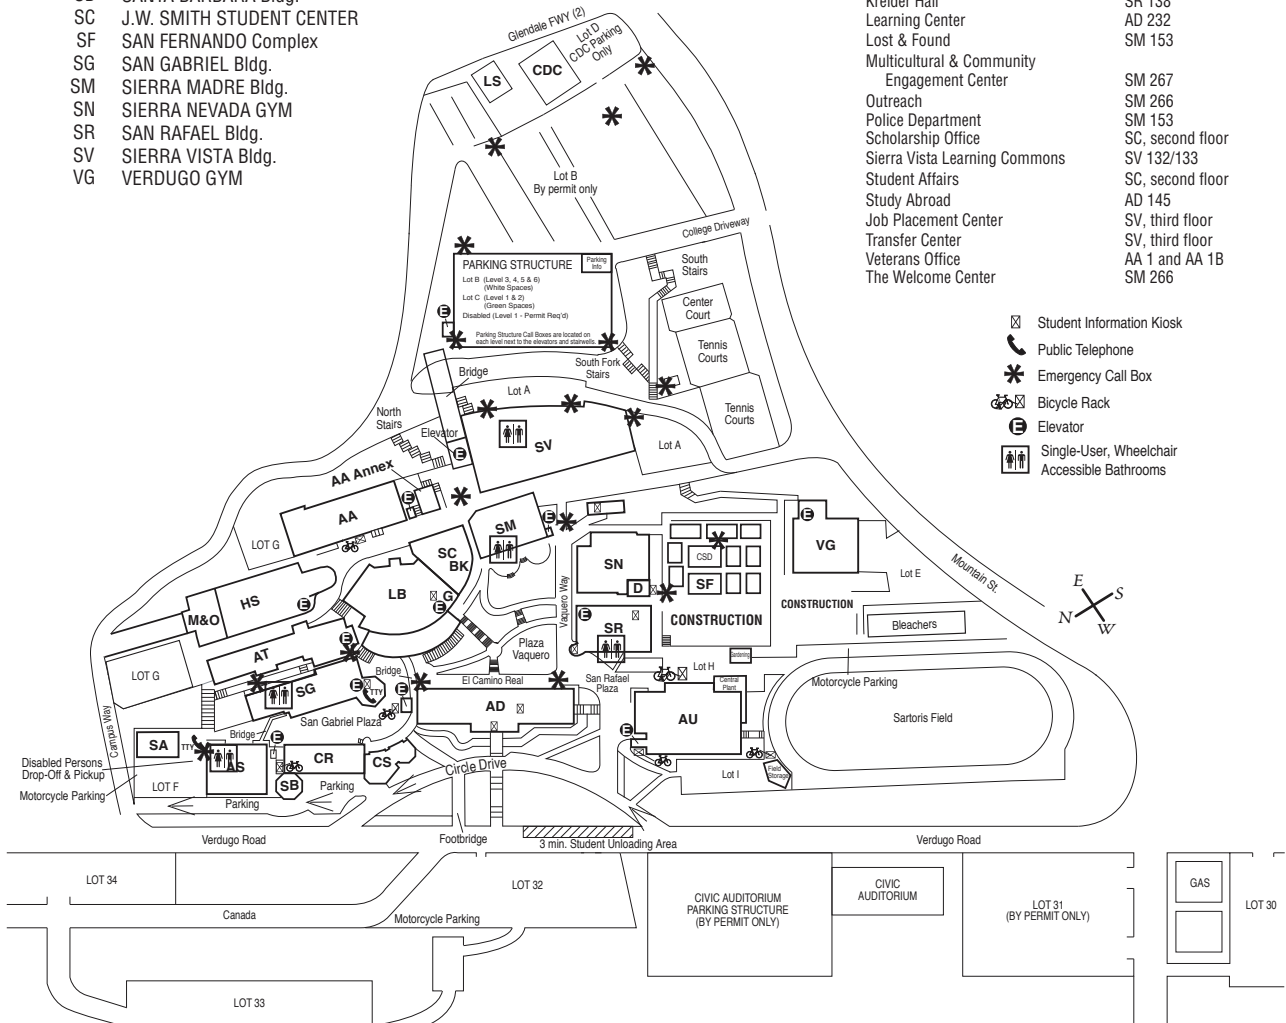 SC J.W. SMITH STUDENT CENTER
SF SAN FERNANDO Complex
SG SAN GABRIEL Bldg.
SM SIERRA MADRE Bldg.
SN SIERRA NEVADA GYM
SR SAN RAFAEL Bldg.
SV SIERRA VISTA Bldg.
VG VERDUGO GYM
Kreider Hall SR 138
Learning Center AD 232
Lost & Found SM 153
Multicultural & Community
Engagement Center SM 267
Outreach SM 266
Police Department SM 153
Scholarship Office SC, second floor
Sierra Vista Learning Commons SV 132/133
Student Affairs SC, second floor
Study Abroad AD 145
Job Placement Center SV, third floor
Transfer Center SV, third floor
Veterans Office AA 1 and AA 1B
The Welcome Center SM 266
Student Information Kiosk
Public Telephone
Emergency Call Box
Bicycle Rack
E Elevator
Single-User, Wheelchair
Accessible Bathrooms
Glendale FWY (2)
Lot D
CDC Parking
Only
LS
CDC
Lot B
By permit only
College Driveway
PARKING STRUCTURE
Parking
Info
Lot B (Level 3, 4, 5 & 6)
(White Spaces)
Lot C (Level 1 & 2)
(Green Spaces)
Disabled (Level 1 - Permit Req'd)
Parking Structure Call Boxes are located on
each level next to the elevators and stairwells.
E
South
Stairs
Center
Court
Tennis
Courts
Tennis
Courts
South Fork
Stairs
Bridge
Lot A
North
Stairs
Elevator
E
SV
Lot A
AA Annex
E
AA
LOT G
SM
E
SC
BK
LB
G
E
HS
E
M&O
AT
E
LOT G
SG
E
TTY
E
Bridge
San Gabriel Plaza
Bridge
E
SN
D
SR
E
Vaquero Way
Plaza
Vaquero
El Camino Real
San Rafael
Plaza
CSD
SF
CONSTRUCTION
CONSTRUCTION
VG
E
Lot E
Mountain St.
E
S
N
W
Bleachers
Gardening
Lot H
Central
Plant
Motorcycle Parking
Sartoris Field
AD
AU
E
Lot I
Field
Storage
Campus Way
SA
TTY
AS
CR
CS
SB
Disabled Persons
Drop-Off & Pickup
Motorcycle Parking
LOT F
Parking
Parking
Circle Drive
Verdugo Road
Footbridge
3 min. Student Unloading Area
Verdugo Road
LOT 34
LOT 32
Canada
Motorcycle Parking
LOT 33
CIVIC AUDITORIUM
PARKING STRUCTURE
(BY PERMIT ONLY)
CIVIC
AUDITORIUM
LOT 31
(BY PERMIT ONLY)
GAS
LOT 30